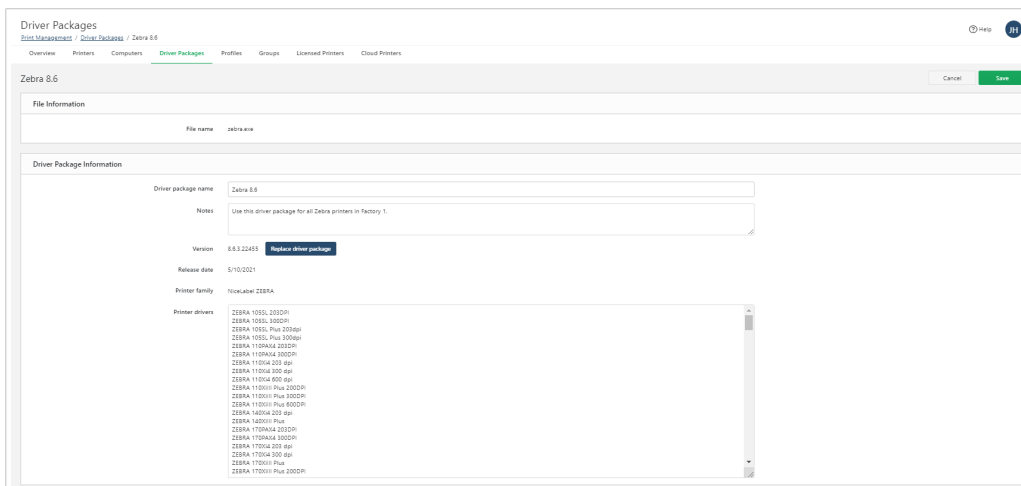 Driver Packages
Print Management / Driver Packages / Zebra 8.6
Help
JH
Overview Printers Computers Driver Packages Profiles Groups Licensed Printers Cloud Printers
Zebra 8.6
Cancel Save
File Information
File name zebra.exe
Driver Package Information
Driver package name Zebra 8.6
Notes Use this driver package for all Zebra printers in Factory 1.
Version 8.6.3.22455 Replace driver package
Release date 5/10/2021
Printer family NiceLabel ZEBRA
Printer drivers ZEBRA 105SL 203DPI
ZEBRA 105SL 300DPI
ZEBRA 105SL Plus 203dpi
ZEBRA 105SL Plus 300dpi
ZEBRA 110PAX4 203DPI
ZEBRA 110PAX4 300DPI
ZEBRA 110Xi4 203 dpi
ZEBRA 110Xi4 300 dpi
ZEBRA 110Xi4 600 dpi
ZEBRA 110XiIII Plus 200DPI
ZEBRA 110XiIII Plus 300DPI
ZEBRA 110XiIII Plus 600DPI
ZEBRA 140Xi4 203 dpi
ZEBRA 140XiIII Plus
ZEBRA 170PAX4 203DPI
ZEBRA 170PAX4 300DPI
ZEBRA 170Xi4 203 dpi
ZEBRA 170Xi4 300 dpi
ZEBRA 170XiIII Plus
ZEBRA 170XiIII Plus 200DPI